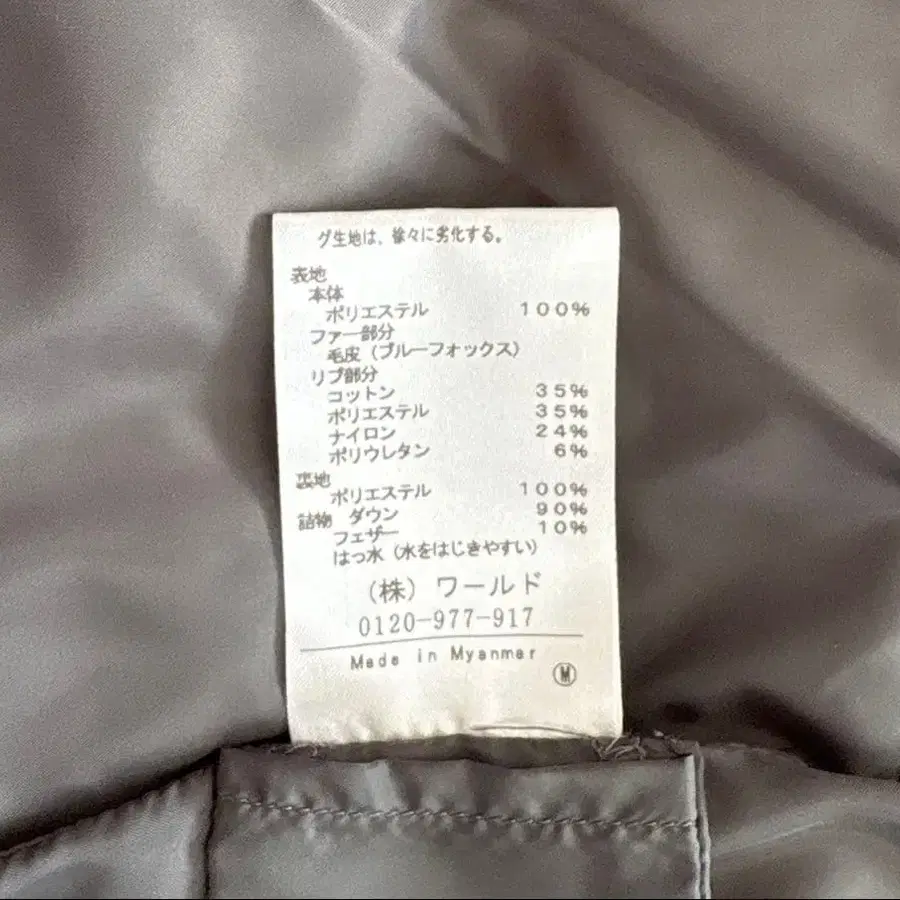 グ生地は、徐々に劣化する。
表地
本体
ポリエステル 100%
ファー部分
毛皮（ブルーフォックス）
リブ部分
コットン 35%
ポリエステル 35%
ナイロン 24%
ポリウレタン 6%
裏地
ポリエステル 100%
詰物 ダウン 90%
フェザー 10%
はっ水（水をはじきやすい）
（株）ワールド
0120-977-917
Made in Myanmar
M